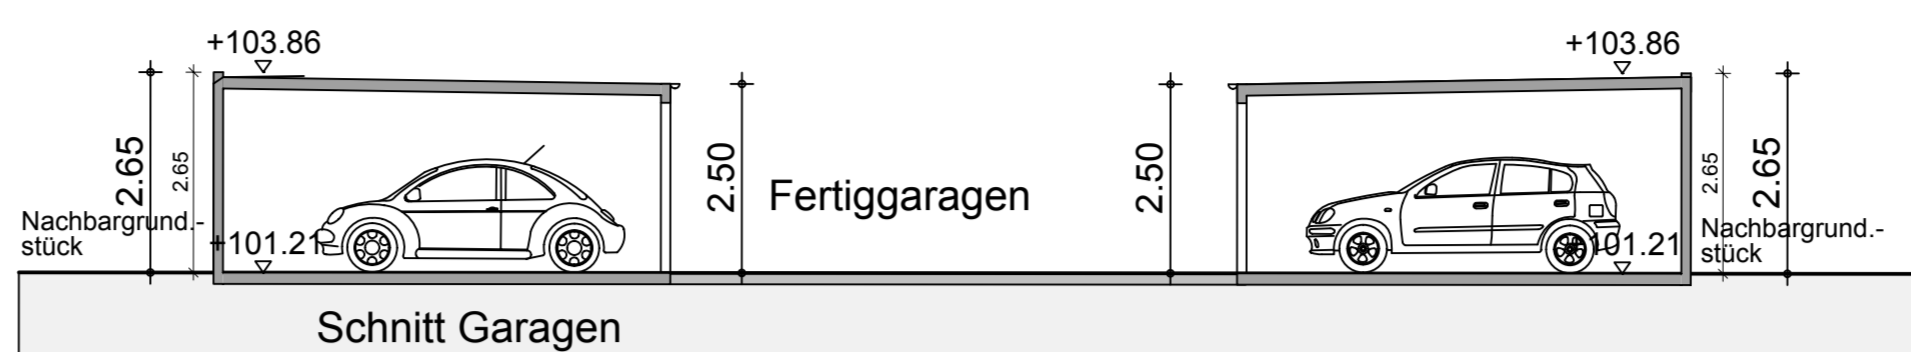 +103.86
+103.86
2.65
2.65
2.50
Fertiggaragen
2.50
2.65
2.65
Nachbargrund.-
stück
+101.21
+101.21
Nachbargrund.-
stück
Schnitt Garagen